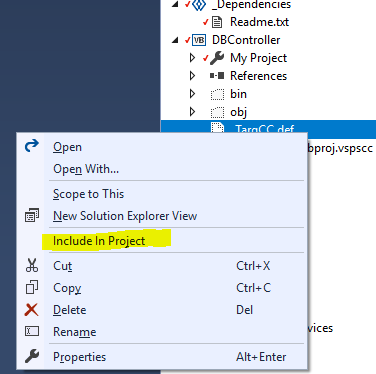 _Dependencies
Readme.txt
VB DBController
My Project
References
bin
obj
TargCC.def
bproj.vspscc
Open
Open With...
Scope to This
New Solution Explorer View
Include In Project
Cut Ctrl+X
Copy Ctrl+C
Delete Del
Rename
vices
Properties Alt+Enter